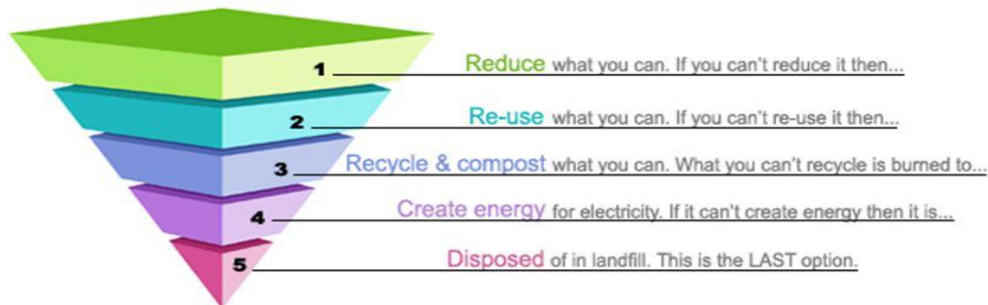 1 Reduce what you can. If you can't reduce it then...
2 Re-use what you can. If you can't re-use it then...
3 Recycle & compost what you can. What you can't recycle is burned to...
4 Create energy for electricity. If it can't create energy then it is...
5 Disposed of in landfill. This is the LAST option.